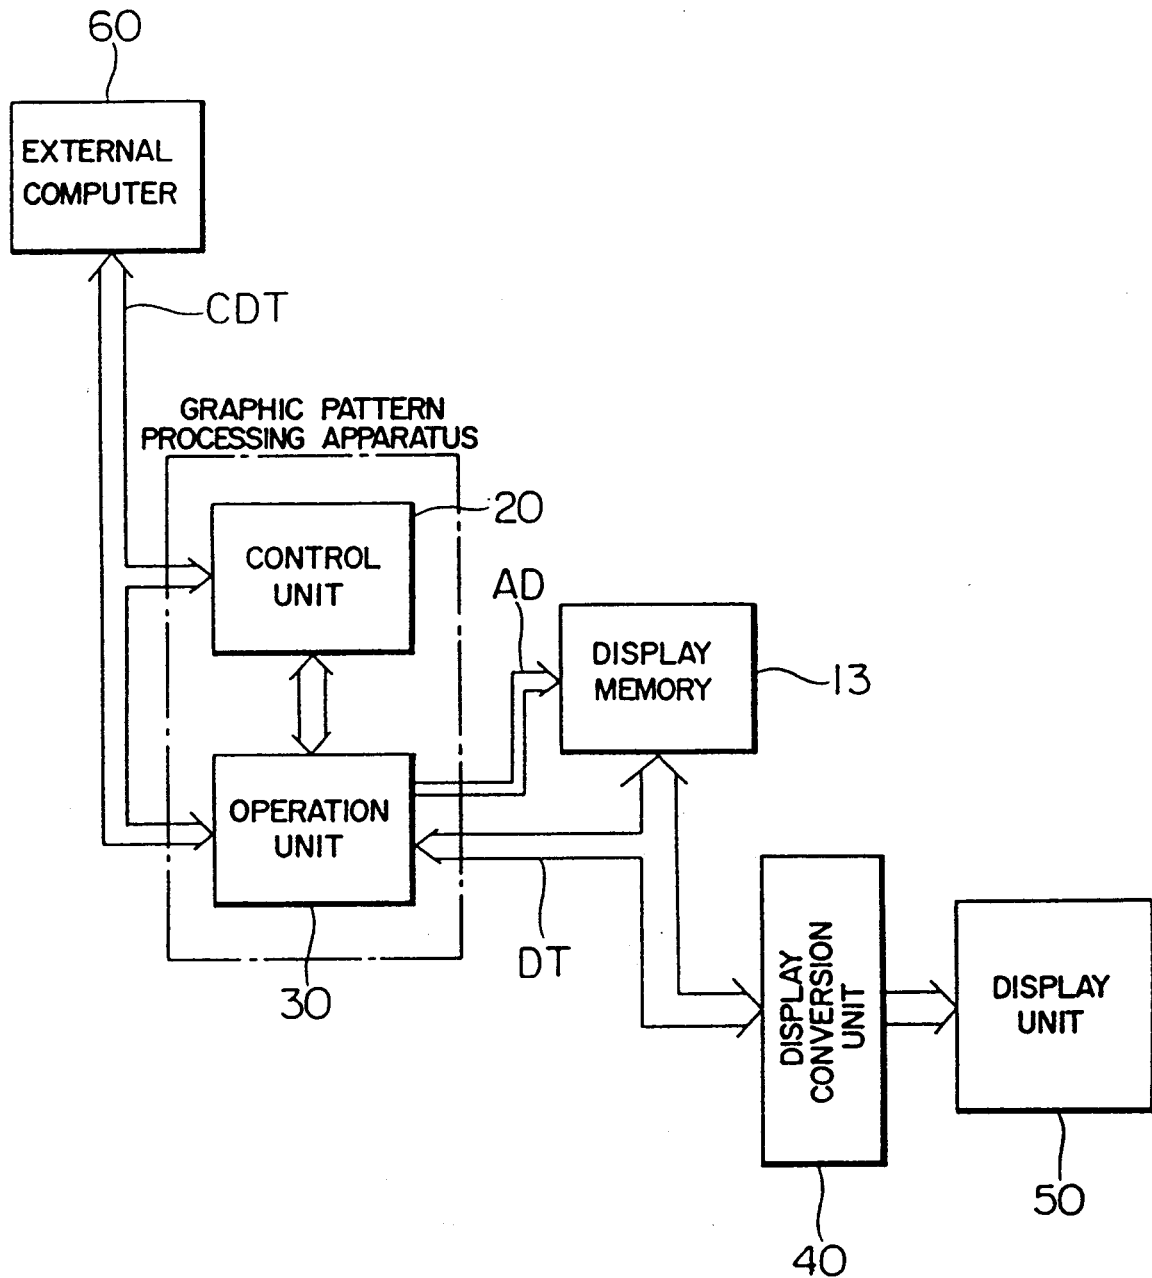 60
EXTERNAL
COMPUTER
CDT
GRAPHIC PATTERN
PROCESSING APPARATUS
20
CONTROL
UNIT
AD
DISPLAY
MEMORY
13
OPERATION
UNIT
DT
30
DISPLAY
CONVERSION
UNIT
DISPLAY
UNIT
50
40